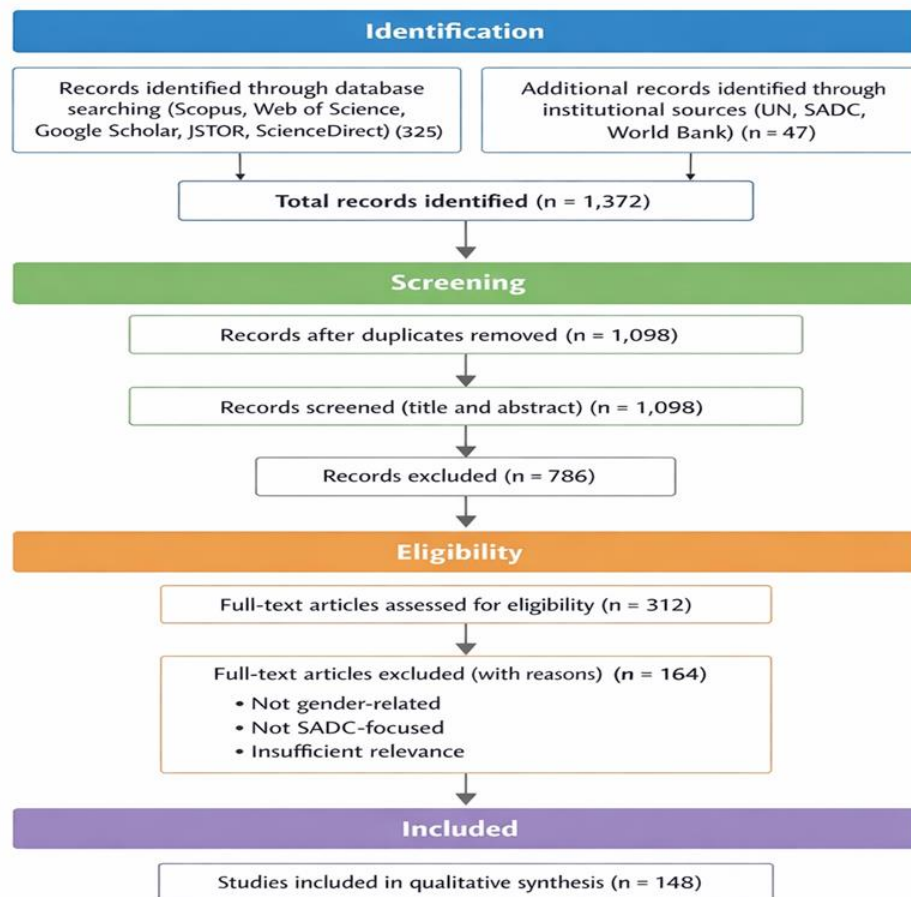 Identification
Records identified through database
searching (Scopus, Web of Science,
Google Scholar, JSTOR, ScienceDirect) (325)
Additional records identified through
institutional sources (UN, SADC,
World Bank) (n = 47)
Total records identified (n = 1,372)
Screening
Records after duplicates removed (n = 1,098)
Records screened (title and abstract) (n = 1,098)
Records excluded (n = 786)
Eligibility
Full-text articles assessed for eligibility (n = 312)
Full-text articles excluded (with reasons) (n = 164)
• Not gender-related
• Not SADC-focused
• Insufficient relevance
Included
Studies included in qualitative synthesis (n = 148)